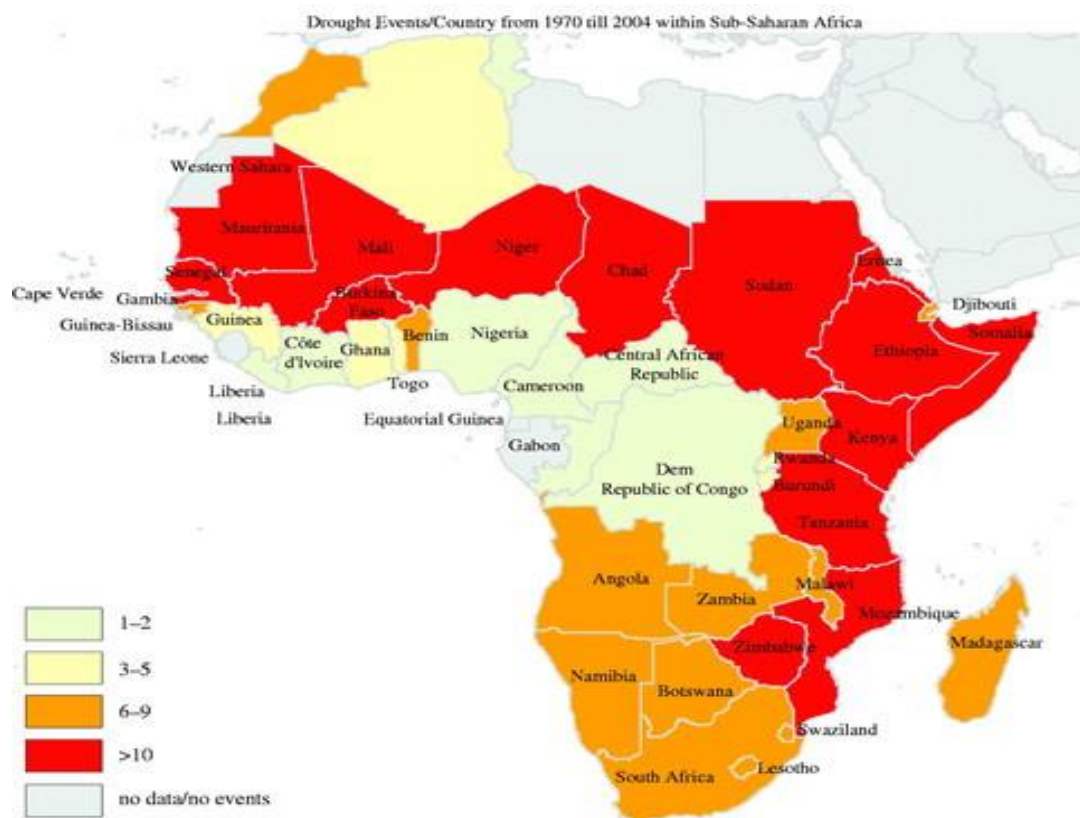 Drought Events/Country from 1970 till 2004 within Sub-Saharan Africa
Western Sahara
Mauritania
Mali
Niger
Chad
Sudan
Eritrea
Senegal
Cape Verde
Gambia
Burkina
Faso
Djibouti
Somalia
Guinea-Bissau
Guinea
Côte
d'Ivoire
Ghana
Benin
Nigeria
Ethiopia
Sierra Leone
Central African
Republic
Togo
Cameroon
Liberia
Liberia
Equatorial Guinea
Uganda
Kenya
Gabon
Rwanda
Dem
Republic of Congo
Burundi
Tanzania
Angola
Zambia
Malawi
Mozambique
Madagascar
Zimbabwe
Namibia
Botswana
Swaziland
South Africa
Lesotho
1–2
3–5
6–9
>10
no data/no events